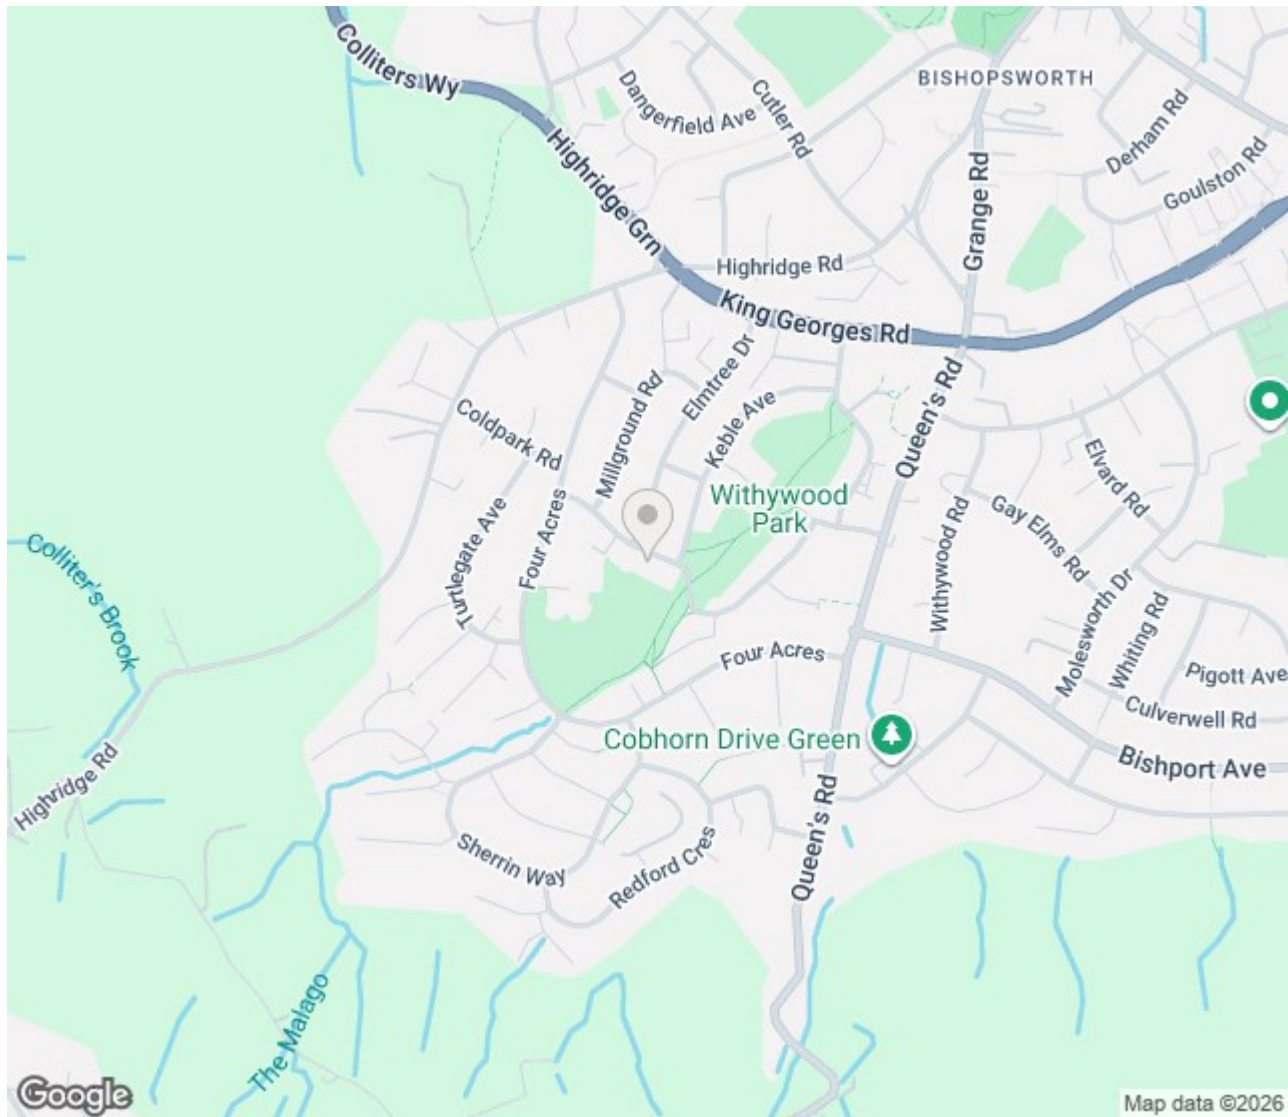 Colliters Wy
BISHOPSWORTH
Dangerfield Ave
Cutler Rd
Derham Rd
Highridge Grn
Goulston Rd
Grange Rd
Highridge Rd
King Georges Rd
Elmtree Dr
Millground Rd
Keble Ave
Queen's Rd
Coldpark Rd
Elvard Rd
Withywood
Park
Gay Elms Rd
Turtlegate Ave
Four Acres
Withywood Rd
Colliter's Brook
Molesworth Dr
Whiting Rd
Four Acres
Pigott Ave
Culverwell Rd
Cobhorn Drive Green
Bishport Ave
Highridge Rd
Queen's Rd
Sherrin Way
Redford Cres
The Malago
Google
Map data ©2026